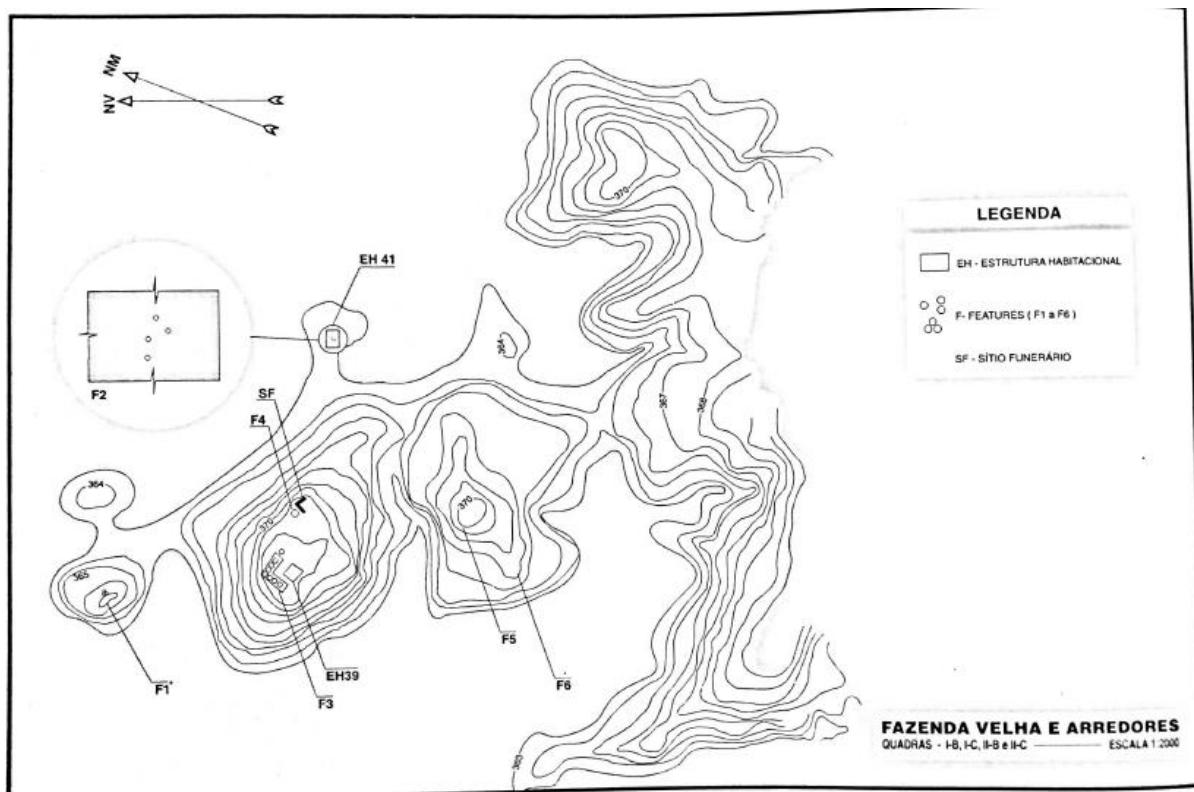 NM
NV
370
LEGENDA
EH 41
EH - ESTRUTURA HABITACIONAL
F- FEATURES ( F1 a F6 )
364
SF - SÍTIO FUNERÁRIO
F2
SF
367
368
F4
364
370
370
365
F5
F1
EH39
F6
F3
FAZENDA VELHA E ARREDORES
QUADRAS - I-B, I-C, II-B e II-C ESCALA 1:2000
363